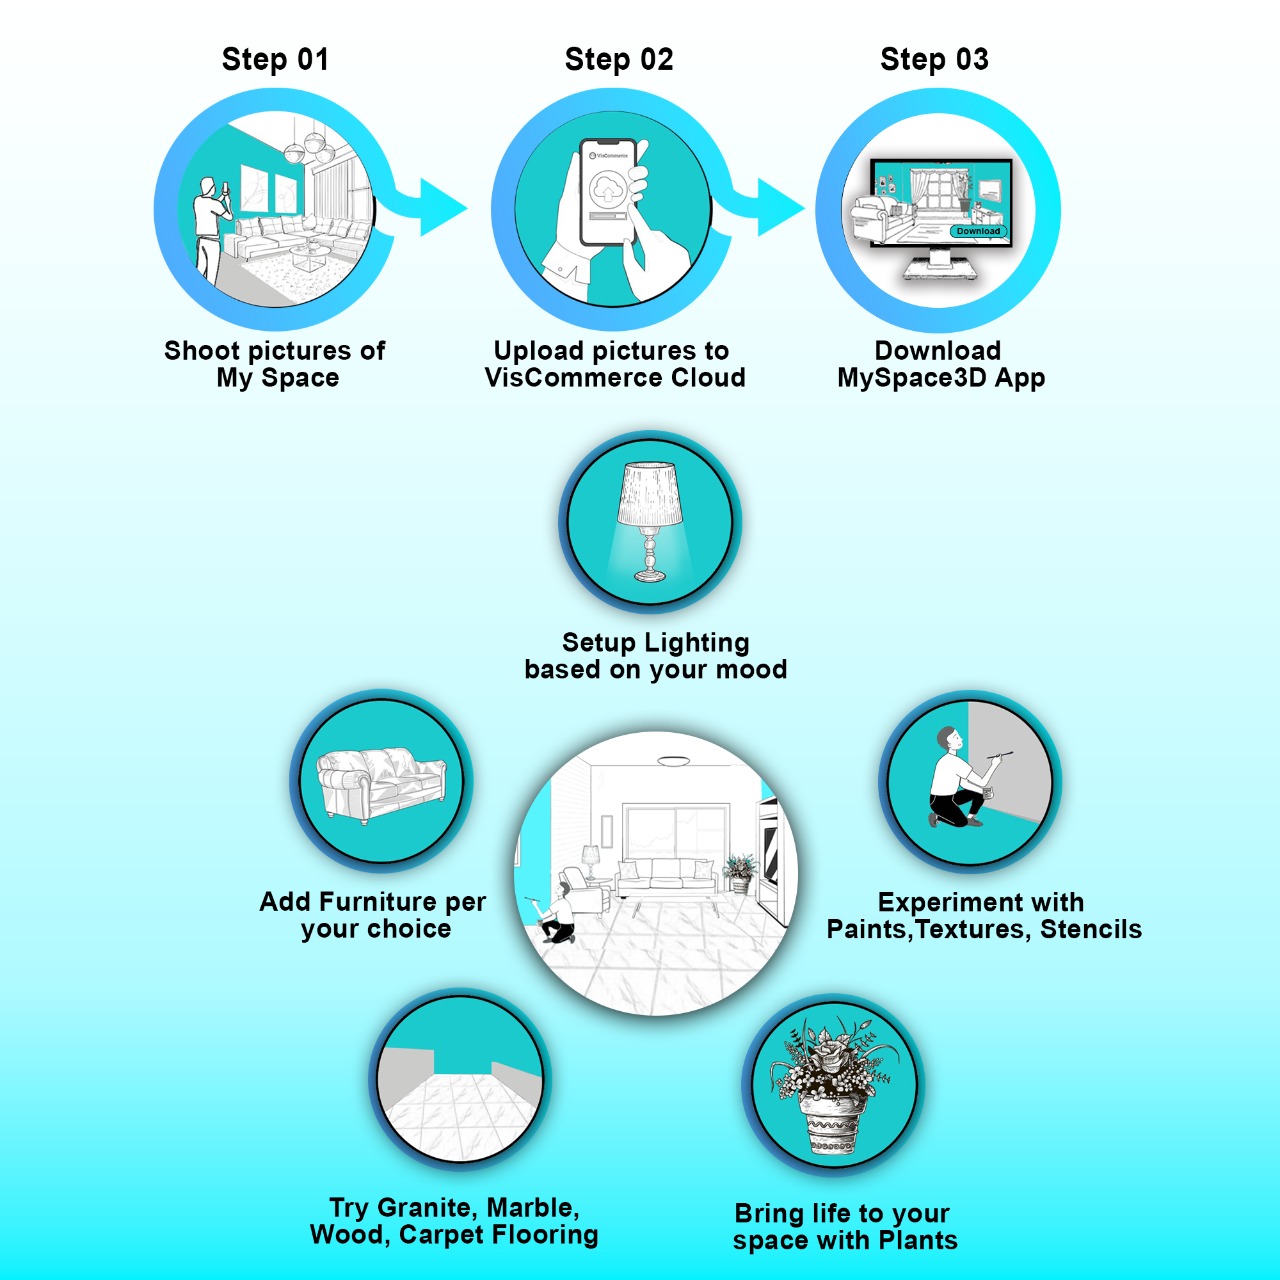 Step 01
Step 02
Step 03
VisCommerce
Download
Shoot pictures of
My Space
Upload pictures to
VisCommerce Cloud
Download
MySpace3D App
Setup Lighting
based on your mood
Add Furniture per
your choice
Experiment with
Paints,Textures, Stencils
Try Granite, Marble,
Wood, Carpet Flooring
Bring life to your
space with Plants